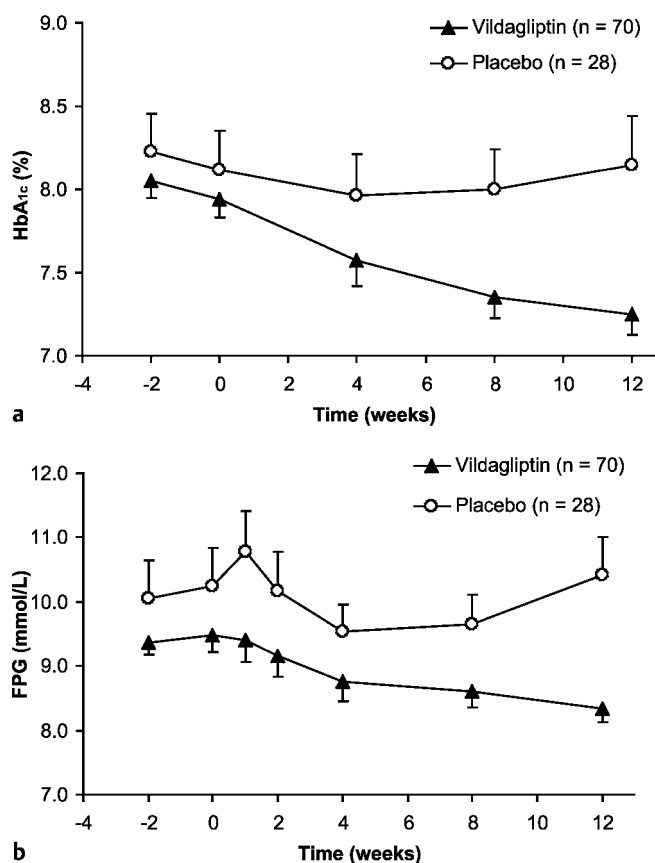 9.0
8.5
8.0
7.5
7.0
HbA1c (%)
Vildagliptin (n = 70)
Placebo (n = 28)
-4 -2 0 2 4 6 8 10 12
Time (weeks)
a
12.0
11.0
10.0
9.0
8.0
7.0
FPG (mmol/L)
Vildagliptin (n = 70)
Placebo (n = 28)
-4 -2 0 2 4 6 8 10 12
Time (weeks)
b